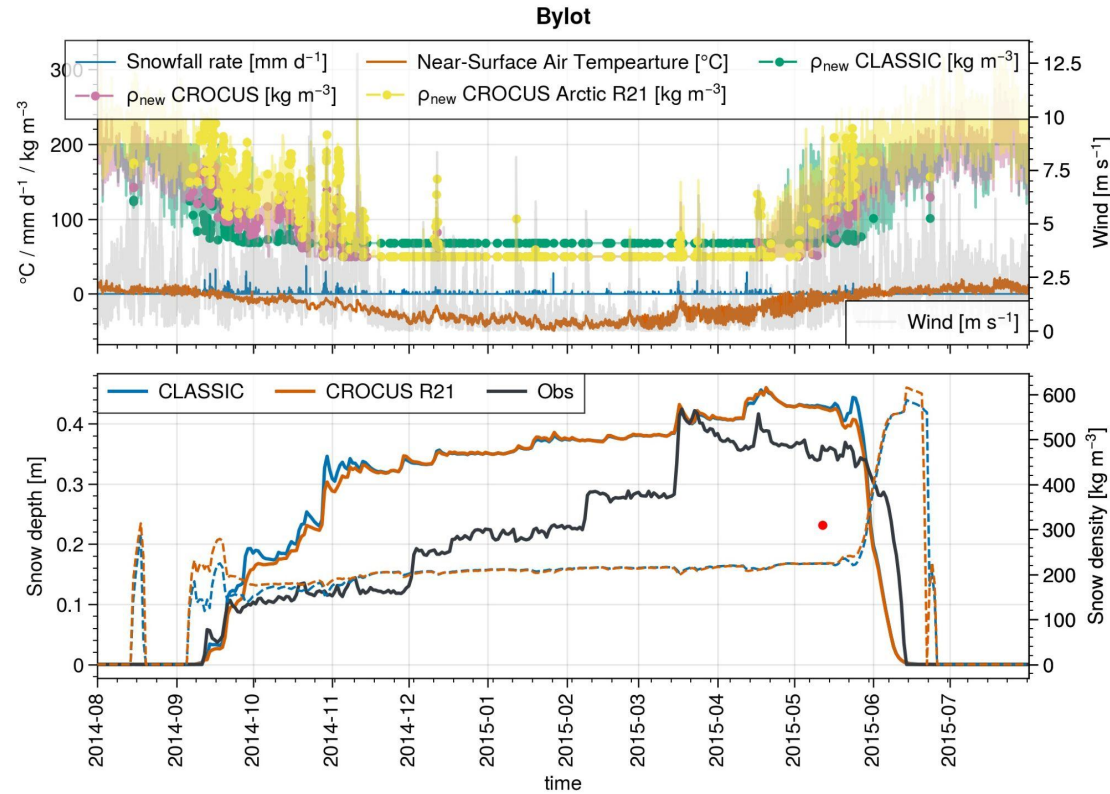 Bylot
Snowfall rate [mm d⁻¹] Near-Surface Air Tempearture [°C] ρnew CLASSIC [kg m⁻³]
ρnew CROCUS [kg m⁻³] ρnew CROCUS Arctic R21 [kg m⁻³]
300
200
100
0
°C / mm d⁻¹ / kg m⁻³
12.5
10
7.5
5
2.5
0
Wind [m s⁻¹]
Wind [m s⁻¹]
CLASSIC CROCUS R21 Obs
0.4
0.3
0.2
0.1
0
Snow depth [m]
600
500
400
300
200
100
0
Snow density [kg m⁻³]
2014-08 2014-09 2014-10 2014-11 2014-12 2015-01 2015-02 2015-03 2015-04 2015-05 2015-06 2015-07
time